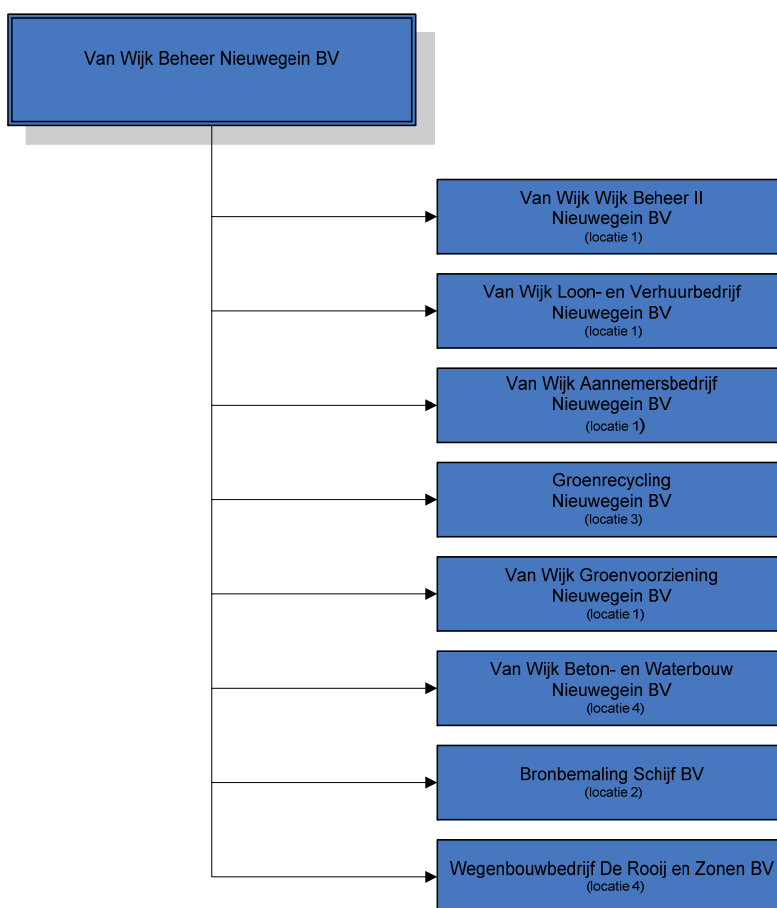 Van Wijk Beheer Nieuwegein BV
Van Wijk Wijk Beheer II
Nieuwegein BV
(locatie 1)
Van Wijk Loon- en Verhuurbedrijf
Nieuwegein BV
(locatie 1)
Van Wijk Aannemersbedrijf
Nieuwegein BV
(locatie 1)
Groenrecycling
Nieuwegein BV
(locatie 3)
Van Wijk Groenvoorziening
Nieuwegein BV
(locatie 1)
Van Wijk Beton- en Waterbouw
Nieuwegein BV
(locatie 4)
Bronbemaling Schijf BV
(locatie 2)
Wegenbouwbedrijf De Rooij en Zonen BV
(locatie 4)